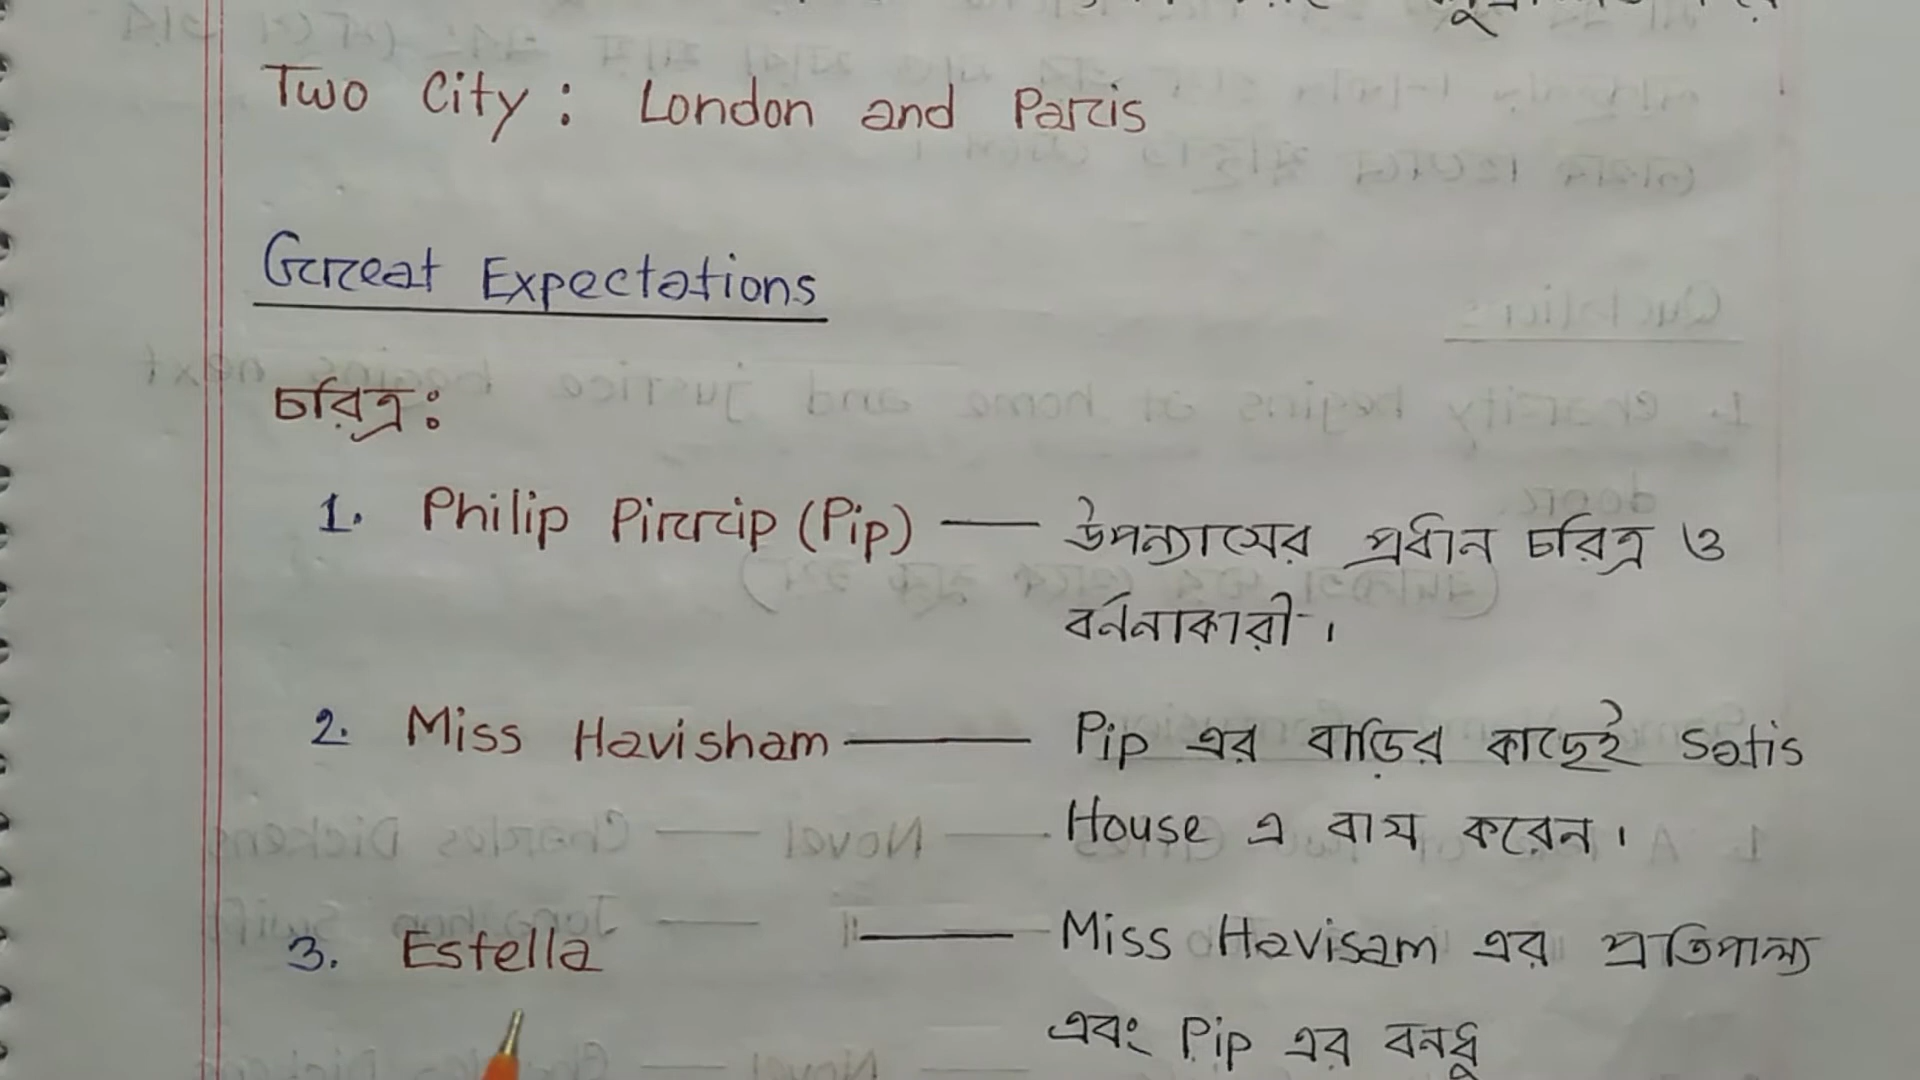 Two City : London and Paris
Great Expectations
চরিত্র :
1. Philip Pirrip (Pip) — উপন্যাসের প্রধান চরিত্র ও
বর্ননাকারী ।
2. Miss Havisham — Pip এর বাড়ির কাছেই Satis
House এ বাস করেন ।
3. Estella — Miss Havisam এর প্রতিপাল্য
এবং Pip এর বন্ধু